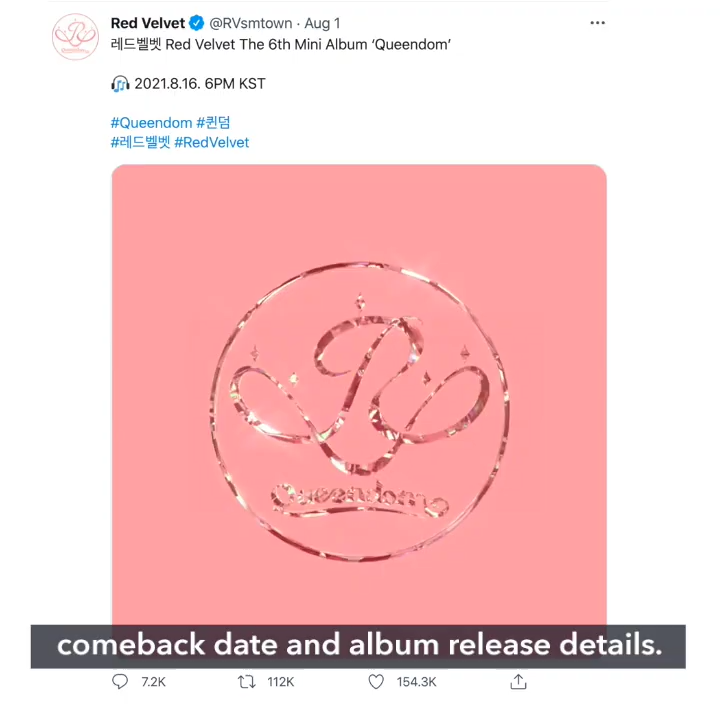 Red Velvet @RVsmtown · Aug 1
레드벨벳 Red Velvet The 6th Mini Album ‘Queendom’
🎧 2021.8.16. 6PM KST
#Queendom #퀸덤
#레드벨벳 #RedVelvet
R
Queendom
comeback date and album release details.
7.2K 112K 154.3K